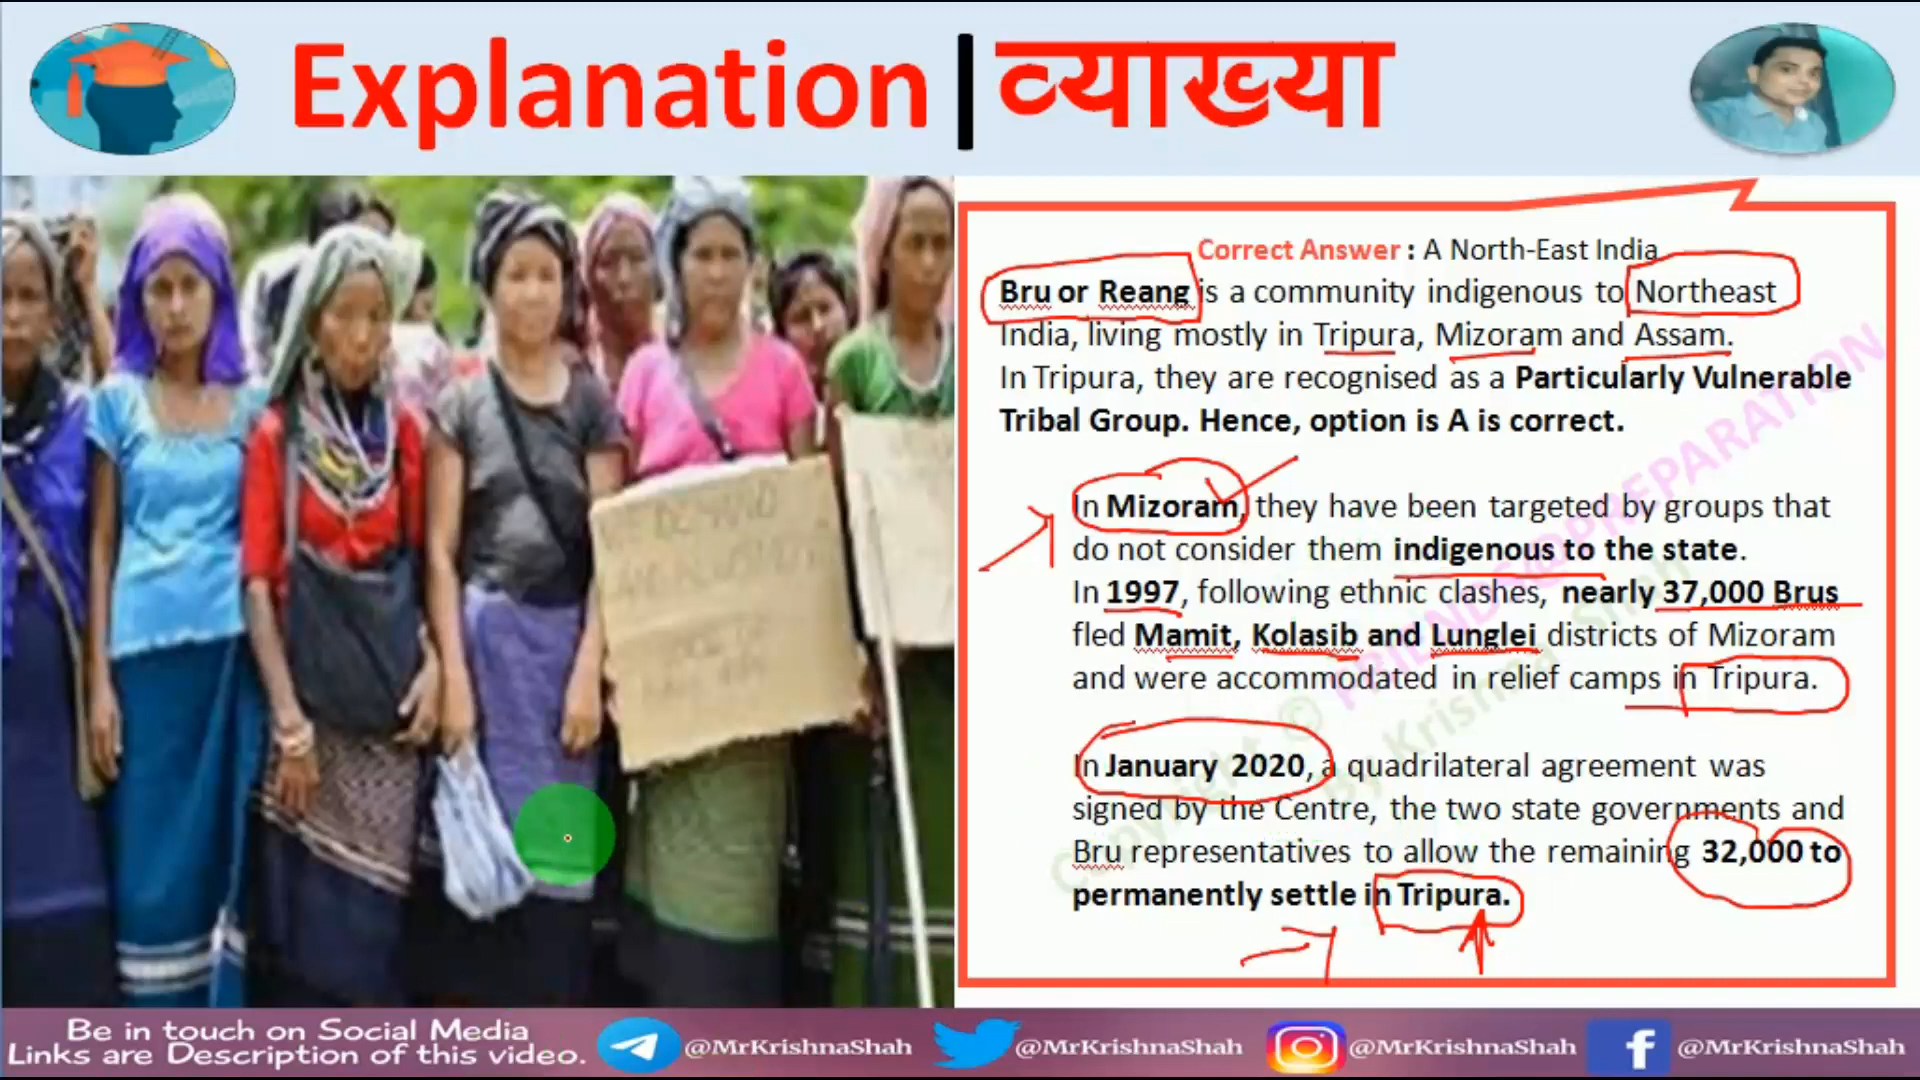 Explanation|व्याख्या
Correct Answer : A North-East India
Bru or Reang is a community indigenous to Northeast
India, living mostly in Tripura, Mizoram and Assam.
In Tripura, they are recognised as a Particularly Vulnerable
Tribal Group. Hence, option is A is correct.
In Mizoram, they have been targeted by groups that
do not consider them indigenous to the state.
In 1997, following ethnic clashes, nearly 37,000 Brus
fled Mamit, Kolasib and Lunglei districts of Mizoram
and were accommodated in relief camps in Tripura.
In January 2020, a quadrilateral agreement was
signed by the Centre, the two state governments and
Bru representatives to allow the remaining 32,000 to
permanently settle in Tripura.
Copyright © FRIENDS@PREPARATION
By Krishna Shah
Be in touch on Social Media
Links are Description of this video.
@MrKrishnaShah
@MrKrishnaShah
@MrKrishnaShah
@MrKrishnaShah